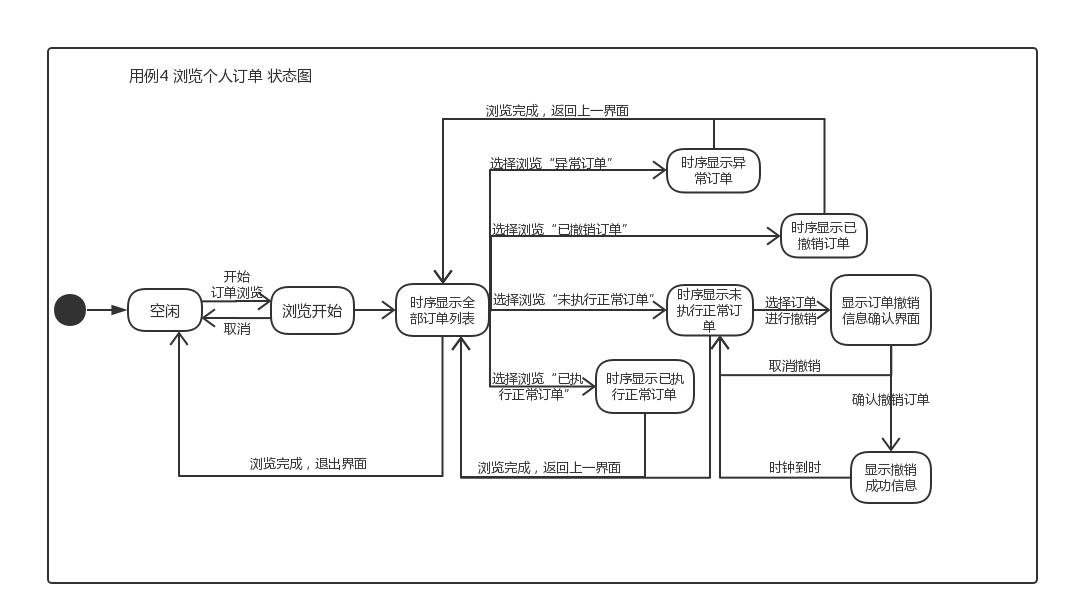 用例4 浏览个人订单 状态图
浏览完成，返回上一界面
选择浏览“异常订单”
时序显示异
常订单
选择浏览“已撤销订单”
时序显示已
撤销订单
开始
订单浏览
空闲
取消
浏览开始
时序显示全
部订单列表
选择浏览“未执行正常订单”
时序显示未
执行正常订
单
选择订单
进行撤销
显示订单撤销
信息确认界面
选择浏览“已执
行正常订单”
时序显示已执
行正常订单
取消撤销
确认撤销订单
浏览完成，退出界面
浏览完成，返回上一界面
时钟到时
显示撤销
成功信息